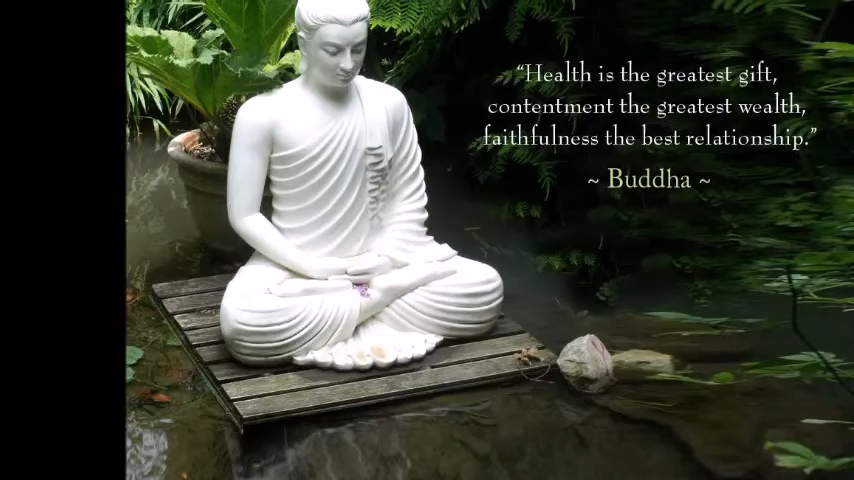 “Health is the greatest gift,
contentment the greatest wealth,
faithfulness the best relationship.”
~ Buddha ~